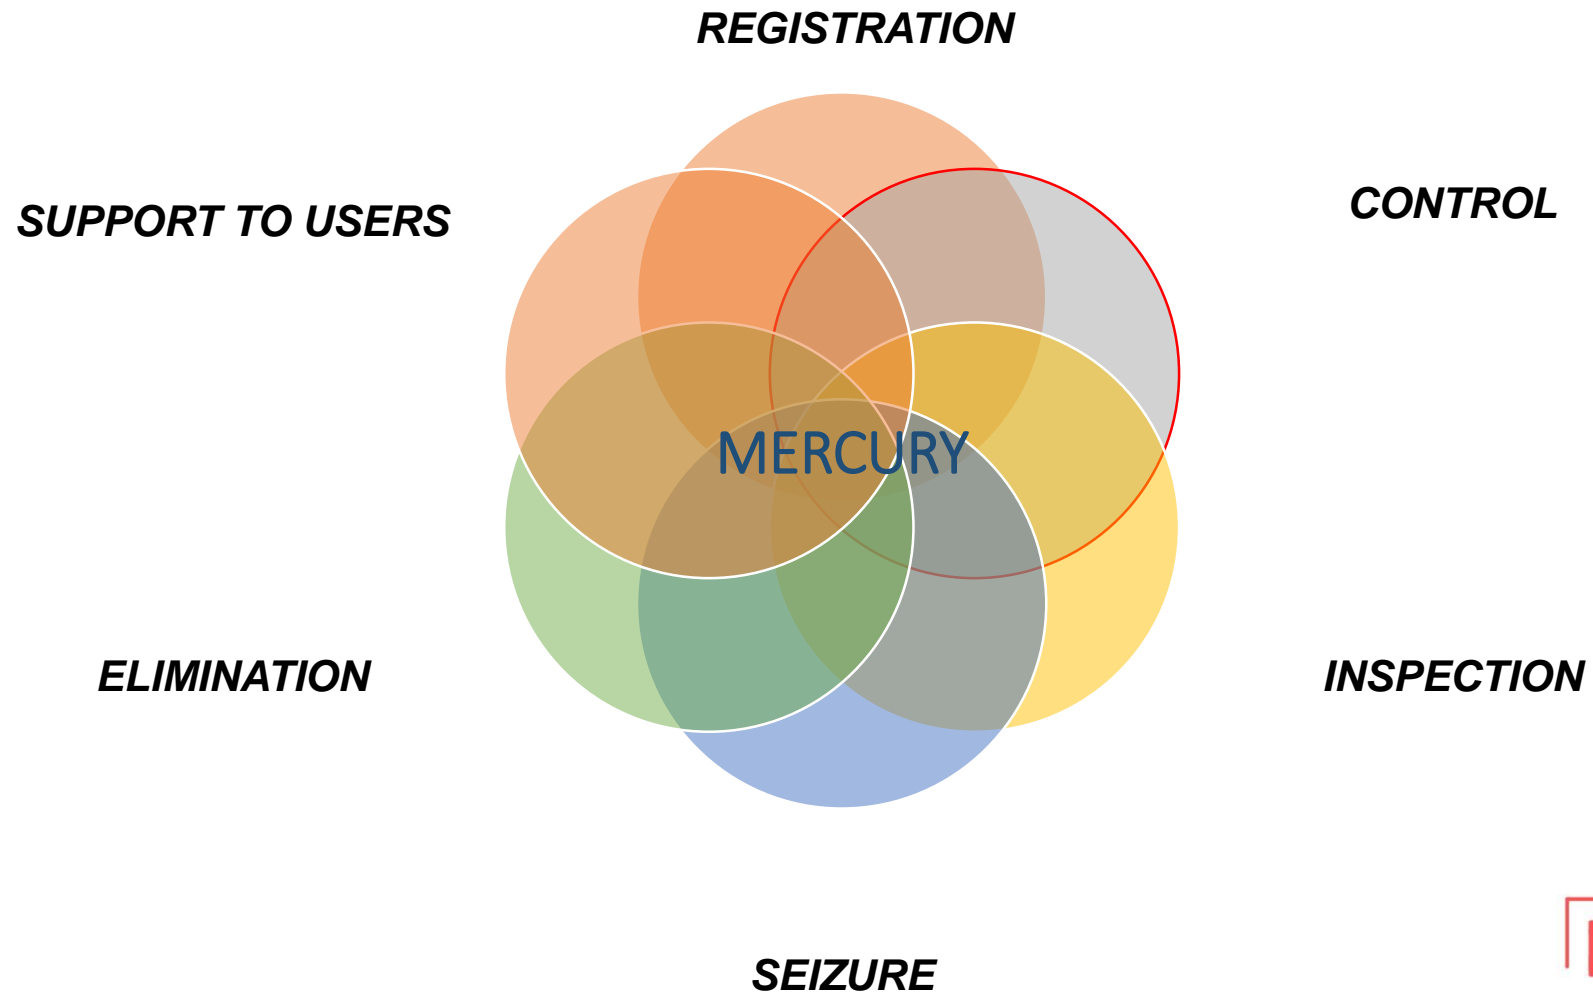 REGISTRATION
SUPPORT TO USERS
CONTROL
MERCURY
ELIMINATION
INSPECTION
SEIZURE